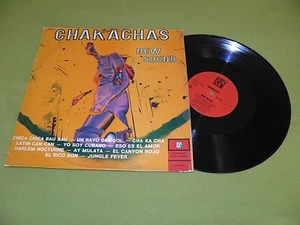 CHAKACHAS
NEW
SOUND
CHICA CHICA BAU BAU — UN RAYO DEL SOL — CHA KA CHA
LATIN CAN CAN — YO SOY CUBANO — ESO ES EL AMOR
HARLEM NOCTURNE — AY MULATA — EL CANYON ROJO
EL RICO SON — JUNGLE FEVER